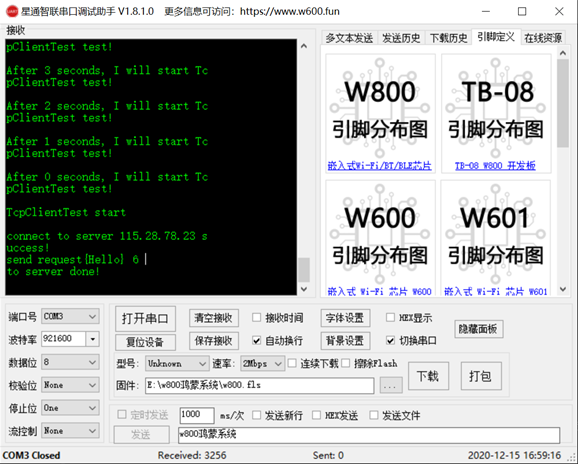 星通智联串口调试助手 V1.8.1.0 更多信息可访问：https://www.w600.fun
接收
pClientTest test!
After 3 seconds, I will start Tc
pClientTest test!
After 2 seconds, I will start Tc
pClientTest test!
After 1 seconds, I will start Tc
pClientTest test!
After 0 seconds, I will start Tc
pClientTest test!
TcpClientTest start
connect to server 115.28.78.23 s
uccess!
send request{Hello} 6
to server done!
多文本发送 发送历史 下载历史 引脚定义 在线资源
W800
引脚分布图
嵌入式Wi-Fi/BT/BLE芯片
TB-08
引脚分布图
TB-08 W800 开发板
W600
引脚分布图
嵌入式 Wi-Fi 芯片 W600
W601
引脚分布图
嵌入式 Wi-Fi 芯片 W601
端口号 COM3
波特率 921600
数据位 8
校验位 None
停止位 One
流控制 None
打开串口 清空接收 接收时间 字体设置 HEX显示 隐藏面板
复位设备 保存接收 自动换行 背景设置 切换串口
型号: Unknown 速率: 2Mbps 连续下载 擦除Flash
固件: E:\w800鸿蒙系统\w800.fls ... 下载 打包
定时发送 1000 ms/次 发送新行 HEX发送 发送文件
发送 w800鸿蒙系统
COM3 Closed Received: 3256 Sent: 0 2020-12-15 16:59:16